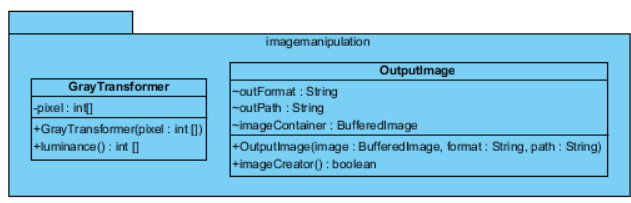 imagemanipulation
GrayTransformer
-pixel : int[]
+GrayTransformer(pixel : int [])
+luminance() : int []
OutputImage
~outFormat : String
~outPath : String
~imageContainer : BufferedImage
+OutputImage(image : BufferedImage, format : String, path : String)
+imageCreator() : boolean